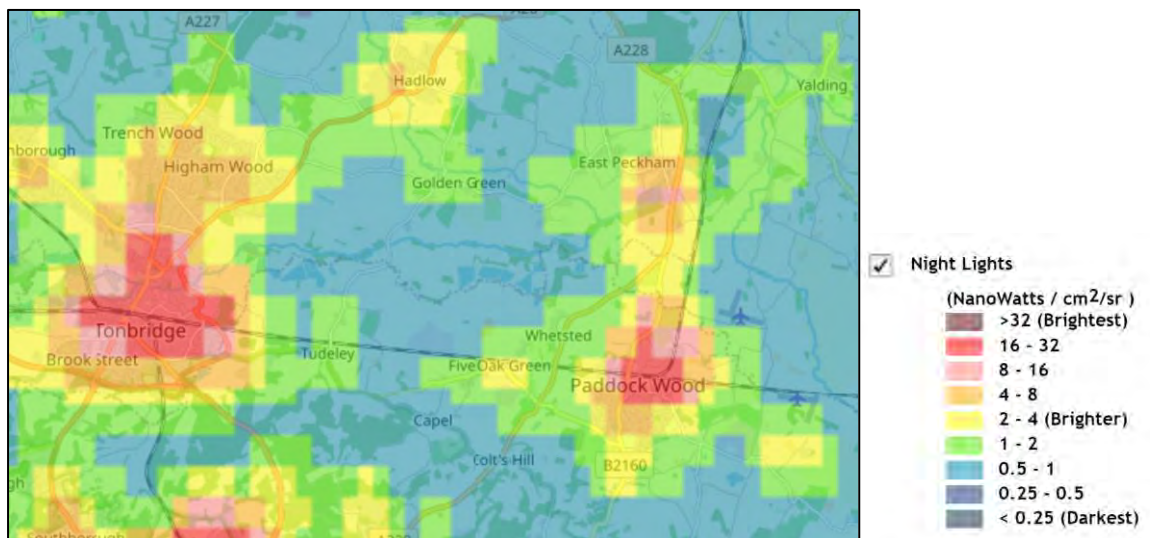 A227
A228
Hadlow
Yalding
Trench Wood
nborough
Higham Wood
East Peckham
Golden Green
Tonbridge
Whetsted
Brook Street
Tudeley
FiveOak Green
Paddock Wood
Capel
Colt's Hill
B2160
gh
Southborough
Night Lights
(NanoWatts / cm2/sr )
>32 (Brightest)
16 - 32
8 - 16
4 - 8
2 - 4 (Brighter)
1 - 2
0.5 - 1
0.25 - 0.5
< 0.25 (Darkest)